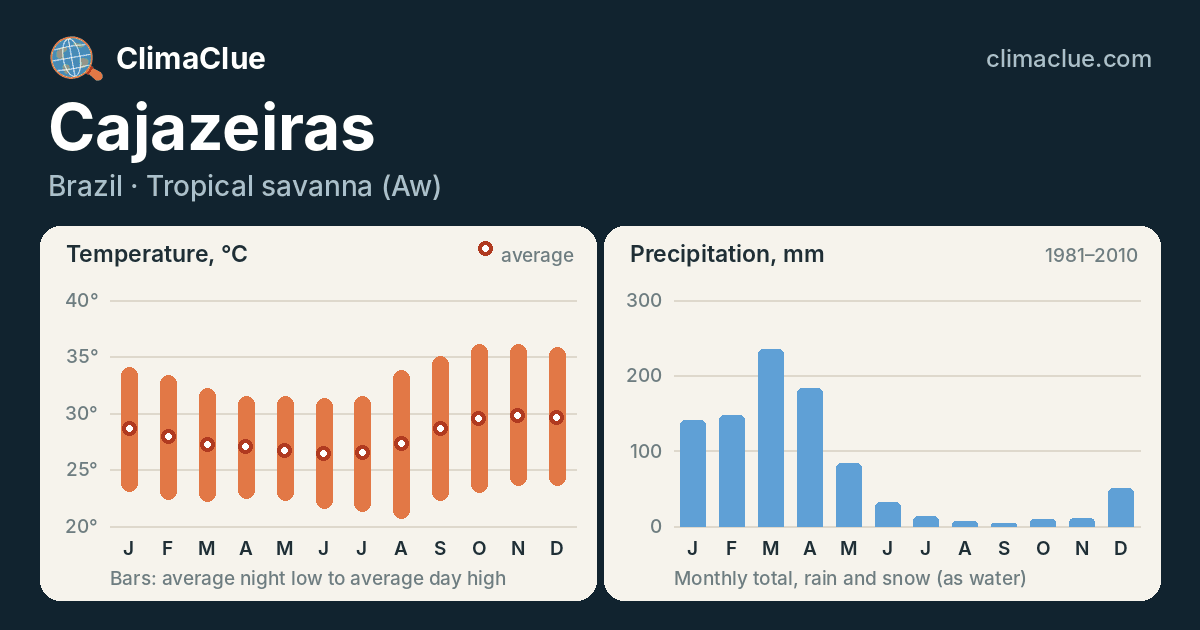 ClimaClue
climaclue.com
Cajazeiras
Brazil · Tropical savanna (Aw)
Temperature, °C
average
40°
35°
30°
25°
20°
J F M A M J J A S O N D
Bars: average night low to average day high
Precipitation, mm
1981–2010
300
200
100
0
J F M A M J J A S O N D
Monthly total, rain and snow (as water)